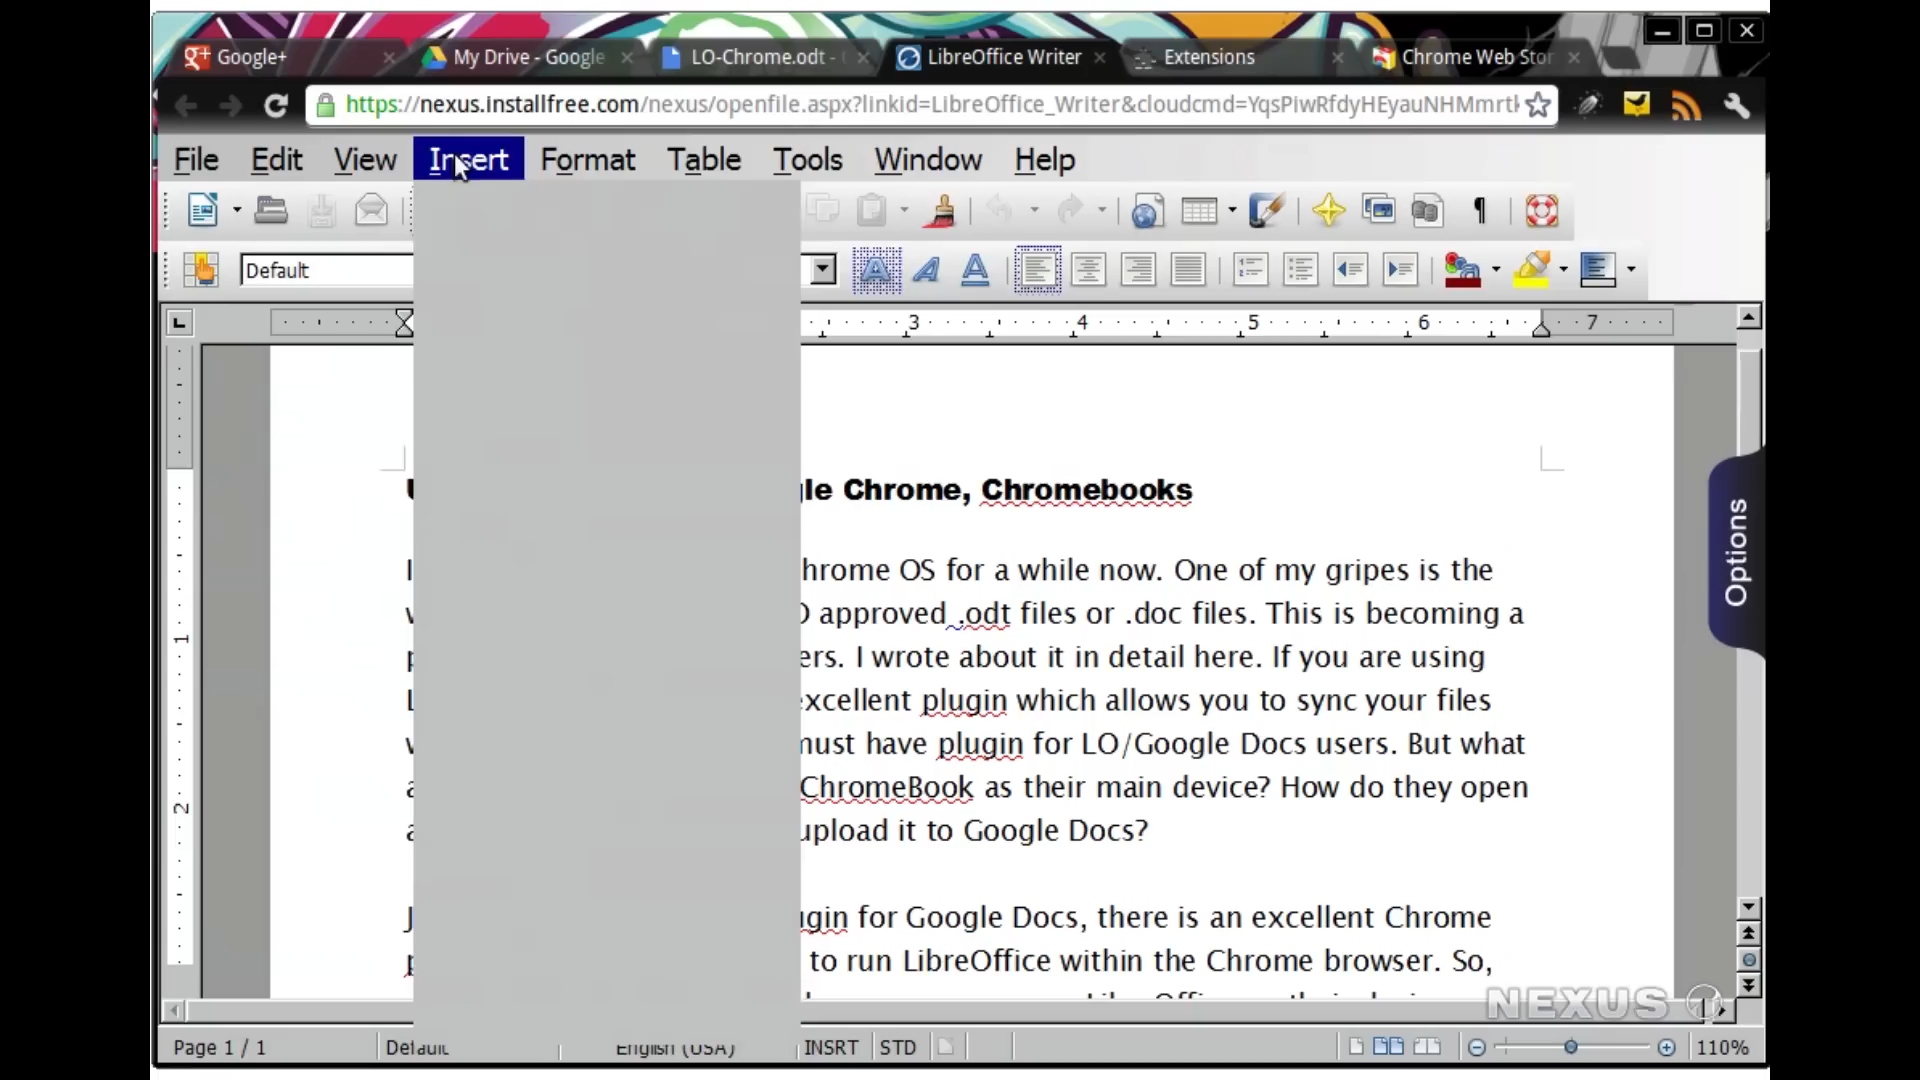 Google+ My Drive - Google LO-Chrome.odt - LibreOffice Writer Extensions Chrome Web Stor
https://nexus.installfree.com/nexus/openfile.aspx?linkid=LibreOffice_Writer&cloudcmd=YqsPiwRfdyHEyauNHMmrtl
File Edit View Insert Format Table Tools Window Help
Default
3 4 5 6 7
gle Chrome, Chromebooks
I hrome OS for a while now. One of my gripes is the
approved .odt files or .doc files. This is becoming a
ers. I wrote about it in detail here. If you are using
excellent plugin which allows you to sync your files
must have plugin for LO/Google Docs users. But what
ChromeBook as their main device? How do they open
upload it to Google Docs?
ugin for Google Docs, there is an excellent Chrome
to run LibreOffice within the Chrome browser. So,
Options
1
2
NEXUS
Page 1 / 1 Default English (USA) INSRT STD 110%